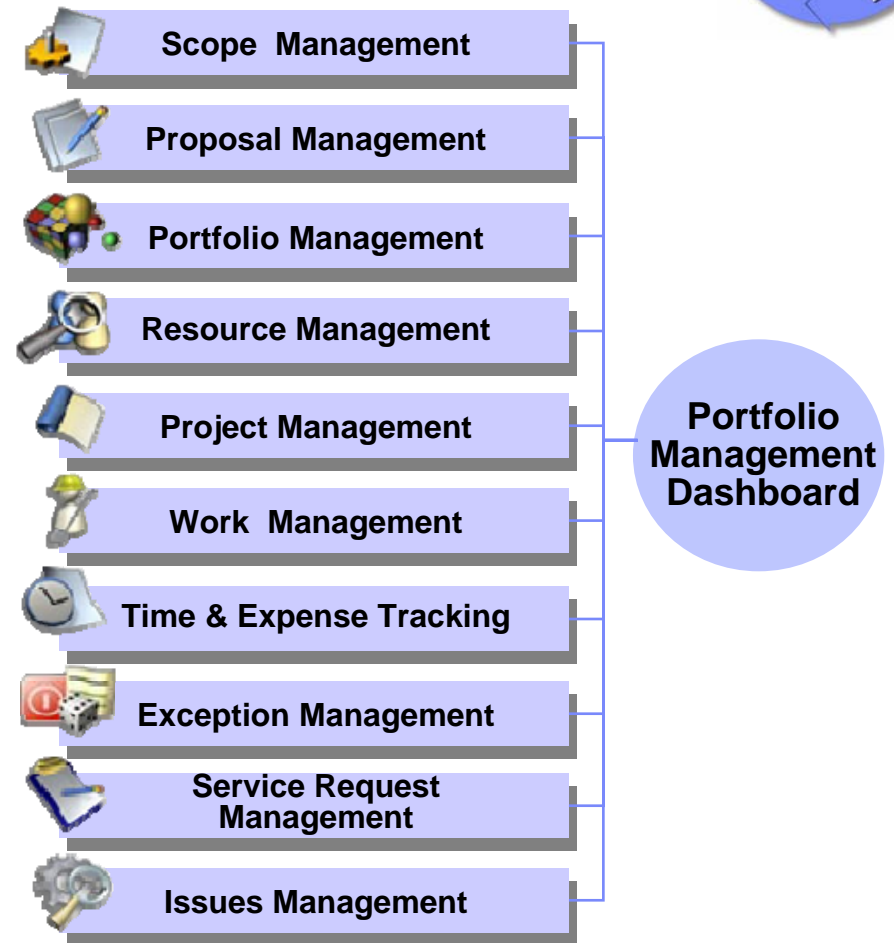 Scope Management
Proposal Management
Portfolio Management
Resource Management
Project Management
Work Management
Time & Expense Tracking
Exception Management
Service Request
Management
Issues Management
Portfolio
Management
Dashboard